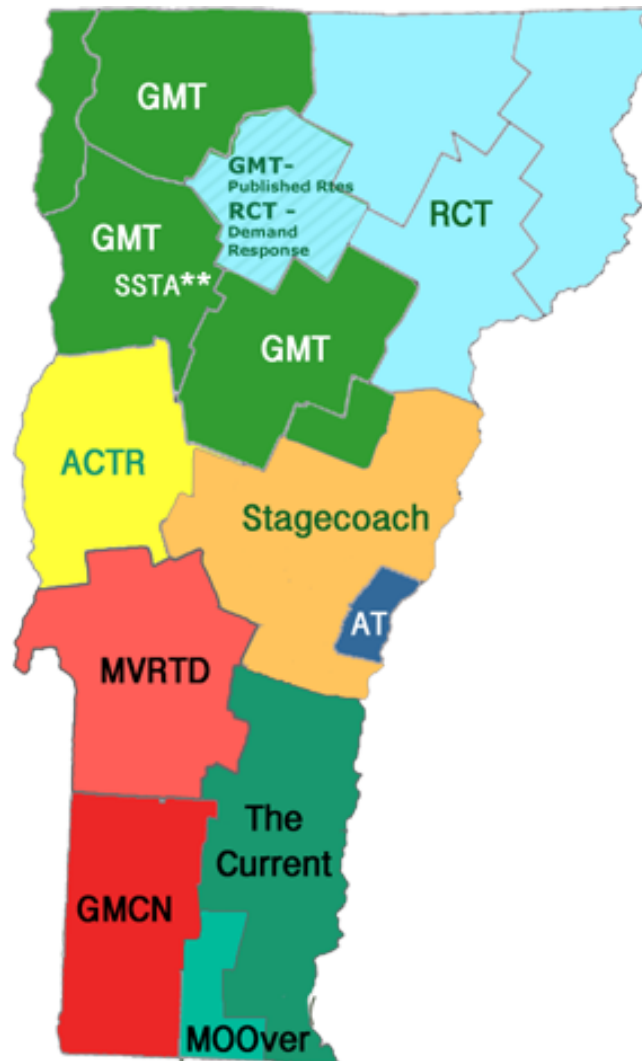 GMT
GMT-
Published Rtes
RCT -
Demand
Response
RCT
GMT
SSTA**
GMT
ACTR
Stagecoach
AT
MVRTD
The
Current
GMCN
MOOver